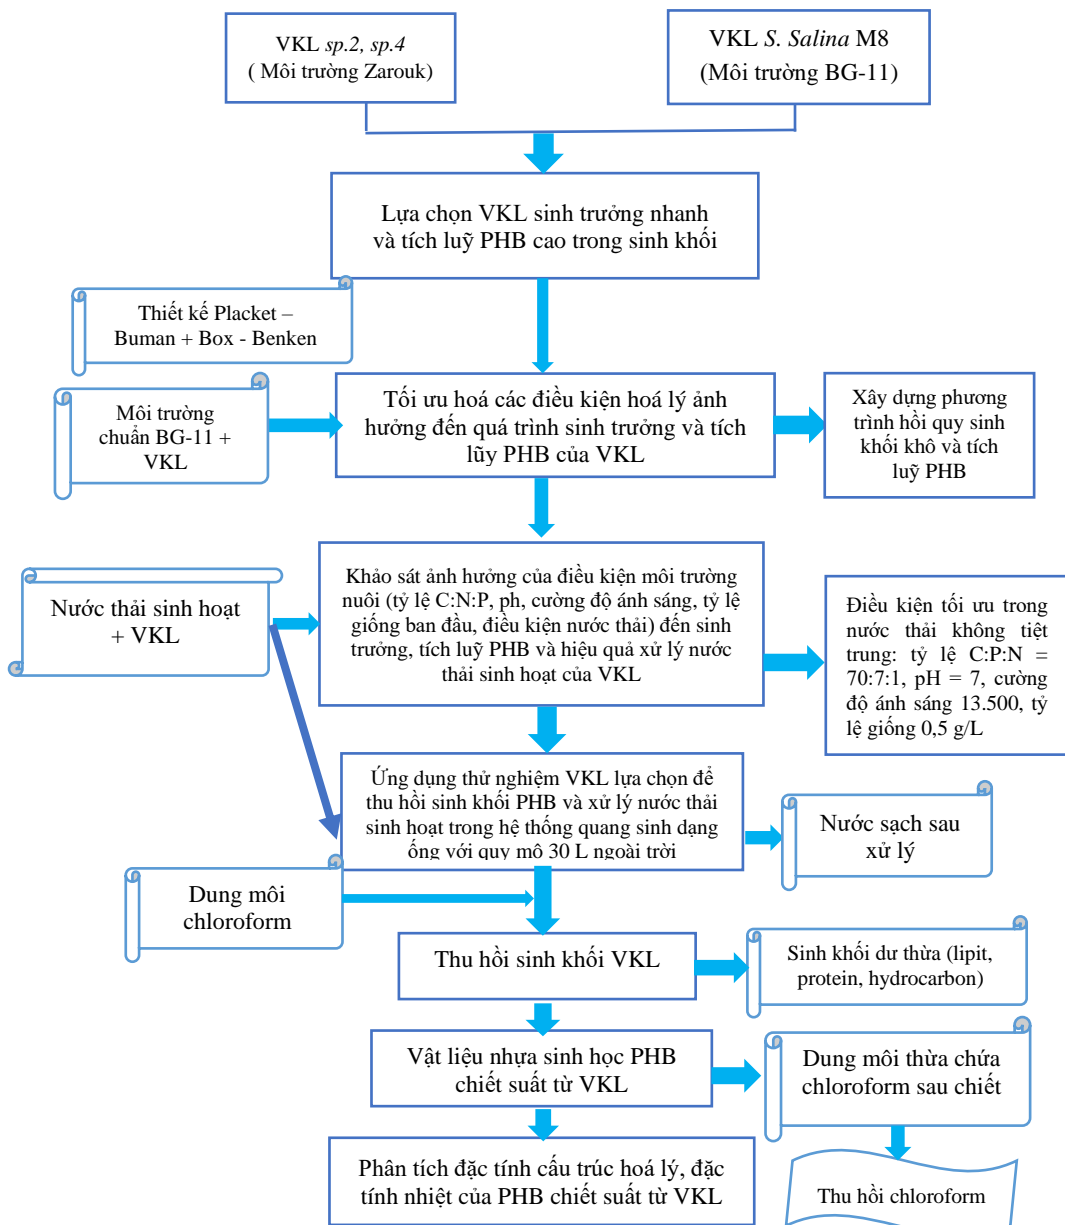 VKL sp.2, sp.4
( Môi trường Zarouk)
VKL S. Salina M8
(Môi trường BG-11)
Lựa chọn VKL sinh trưởng nhanh
và tích luỹ PHB cao trong sinh khối
Thiết kế Placket –
Buman + Box - Benken
Môi trường
chuẩn BG-11 +
VKL
Tối ưu hoá các điều kiện hoá lý ảnh
hưởng đến quá trình sinh trưởng và tích
lũy PHB của VKL
Xây dựng phương
trình hồi quy sinh
khối khô và tích
luỹ PHB
Nước thải sinh hoạt
+ VKL
Khảo sát ảnh hưởng của điều kiện môi trường
nuôi (tỷ lệ C:N:P, ph, cường độ ánh sáng, tỷ lệ
giống ban đầu, điều kiện nước thải) đến sinh
trưởng, tích luỹ PHB và hiệu quả xử lý nước
thải sinh hoạt của VKL
Điều kiện tối ưu trong
nước thải không tiệt
trung: tỷ lệ C:P:N =
70:7:1, pH = 7, cường
độ ánh sáng 13.500, tỷ
lệ giống 0,5 g/L
Ứng dụng thử nghiệm VKL lựa chọn để
thu hồi sinh khối PHB và xử lý nước thải
sinh hoạt trong hệ thống quang sinh dạng
ống với quy mô 30 L ngoài trời
Nước sạch sau
xử lý
Dung môi
chloroform
Thu hồi sinh khối VKL
Sinh khối dư thừa (lipit,
protein, hydrocarbon)
Vật liệu nhựa sinh học PHB
chiết suất từ VKL
Dung môi thừa chứa
chloroform sau chiết
Phân tích đặc tính cấu trúc hoá lý, đặc
tính nhiệt của PHB chiết suất từ VKL
Thu hồi chloroform